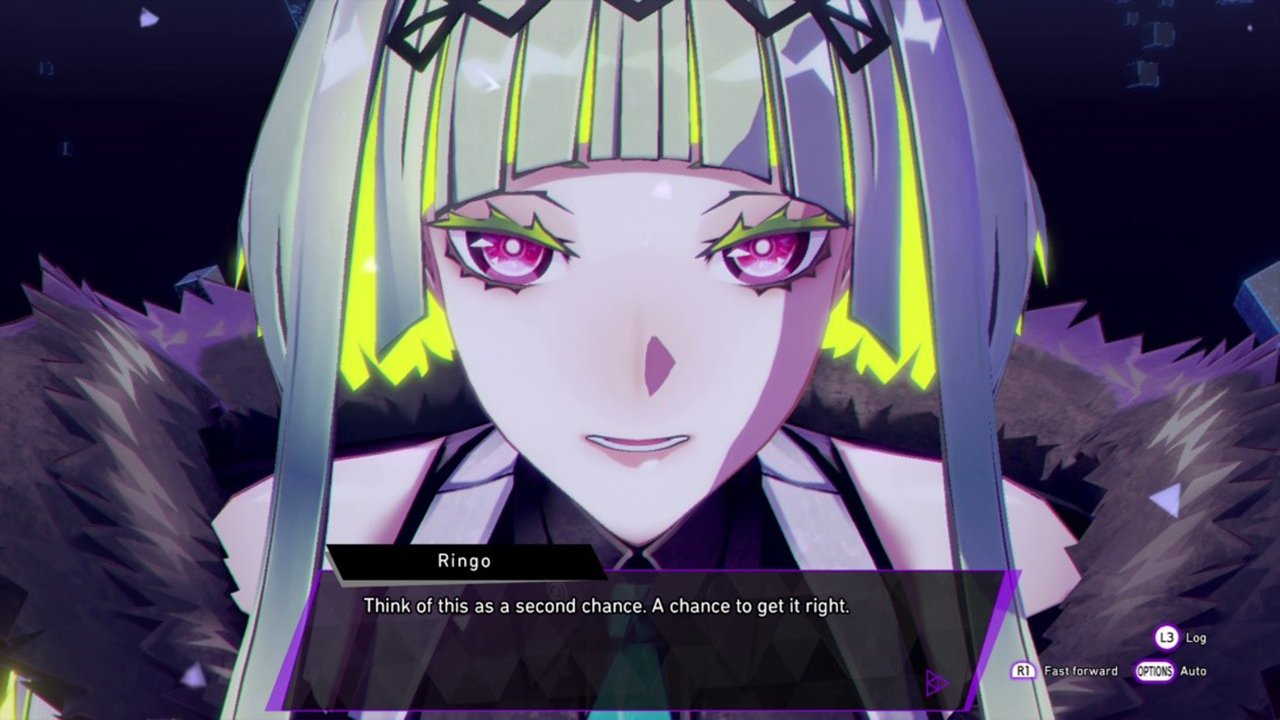 Ringo
Think of this as a second chance. A chance to get it right.
L3 Log
R1 Fast forward OPTIONS Auto